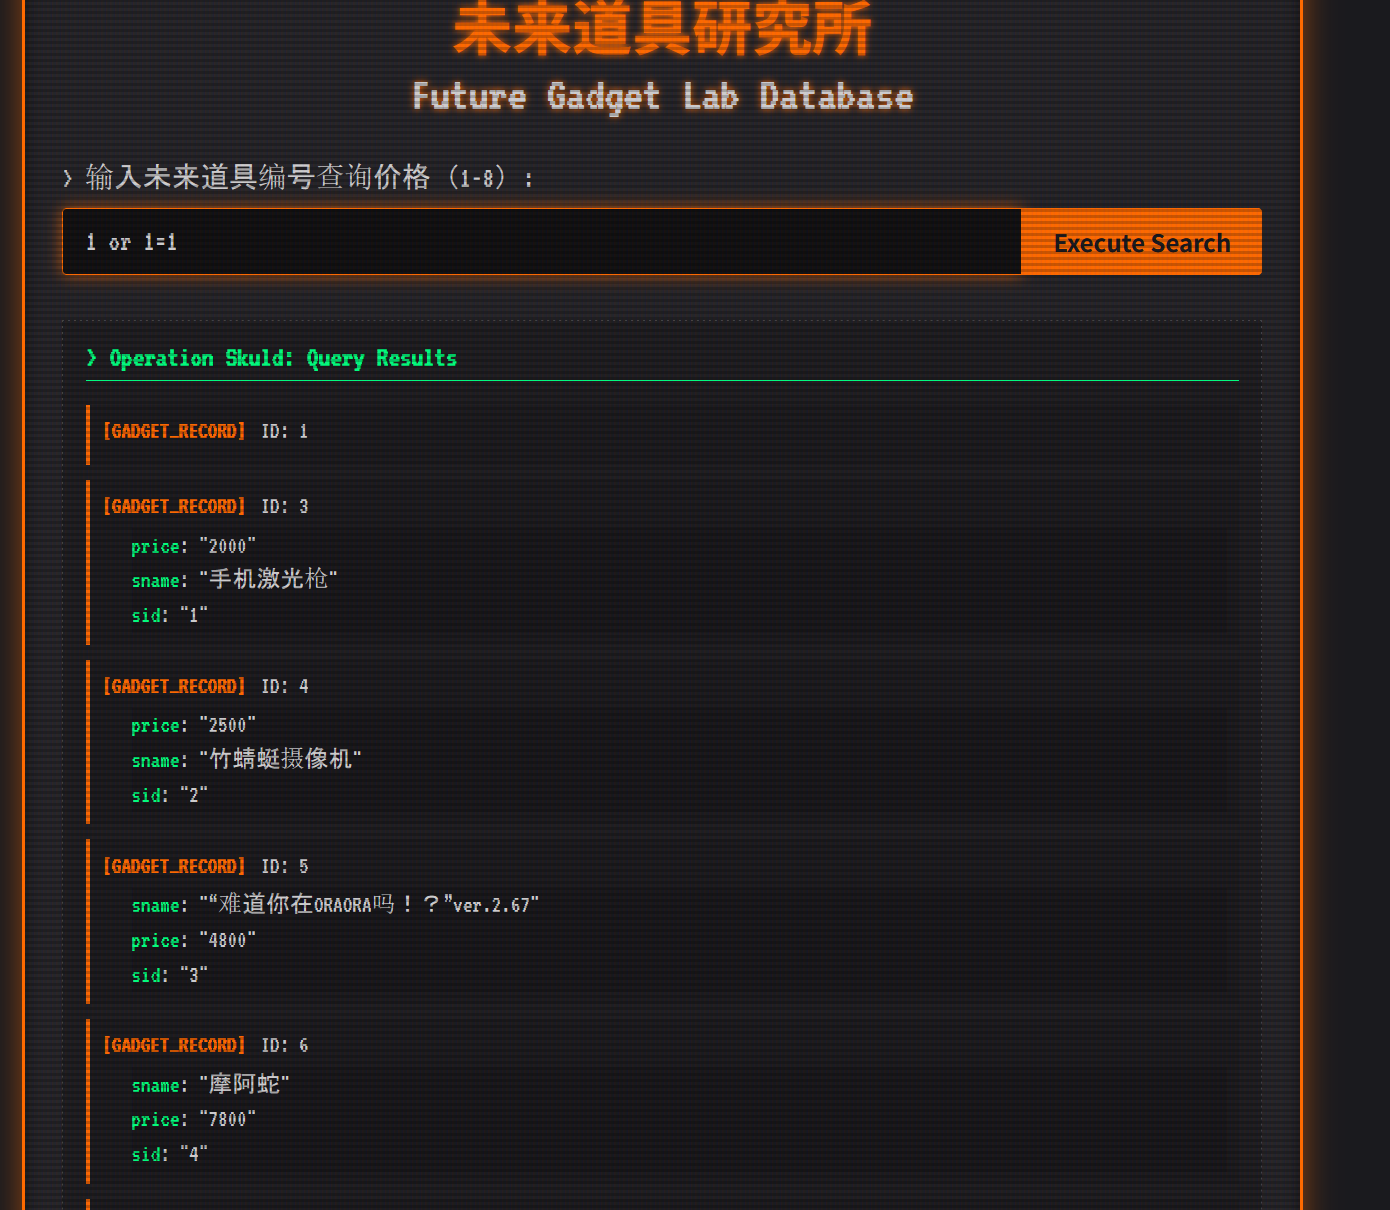 未来道具研究所
Future Gadget Lab Database
❯ 输入未来道具编号查询价格（1-8）:
1 or 1=1
Execute Search
❯ Operation Skuld: Query Results
[GADGET_RECORD] ID: 1
[GADGET_RECORD] ID: 3
price: "2000"
sname: "手机激光枪"
sid: "1"
[GADGET_RECORD] ID: 4
price: "2500"
sname: "竹蜻蜓摄像机"
sid: "2"
[GADGET_RECORD] ID: 5
sname: "“难道你在ORAORA吗！？”ver.2.67"
price: "4800"
sid: "3"
[GADGET_RECORD] ID: 6
sname: "摩阿蛇"
price: "7800"
sid: "4"